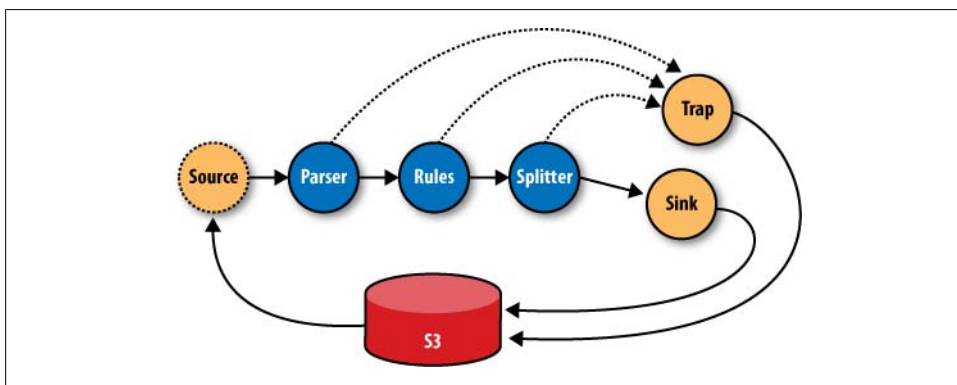 Trap
Source
Parser
Rules
Splitter
Sink
S3